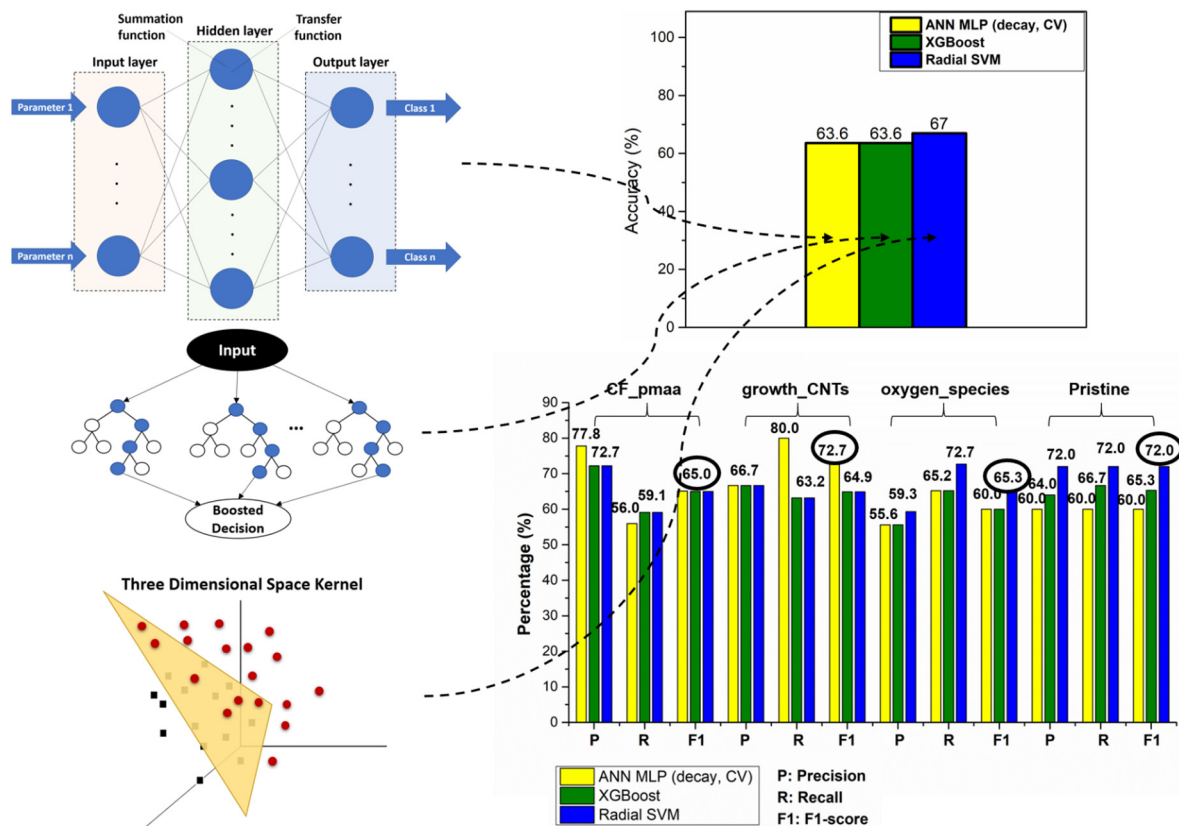 Summation
function
Hidden layer
Transfer
function
Input layer
Output layer
Parameter 1
Class 1
Parameter n
Class n
Input
...
Boosted
Decision
Three Dimensional Space Kernel
ANN MLP (decay, CV)
XGBoost
Radial SVM
Accuracy (%)
100
80
60
40
20
0
63.6
63.6
67
CF_pmaa
growth_CNTs
oxygen_species
Pristine
Percentage (%)
90
80
70
60
50
40
30
20
10
0
77.8
72.7
56.0
59.1
65.0
66.7
80.0
63.2
72.7
64.9
55.6
59.3
65.2
72.7
60.0
65.3
60.0
64.0
72.0
60.0
66.7
72.0
60.0
65.3
72.0
P R F1 P R F1 P R F1 P R F1
ANN MLP (decay, CV)
XGBoost
Radial SVM
P: Precision
R: Recall
F1: F1-score